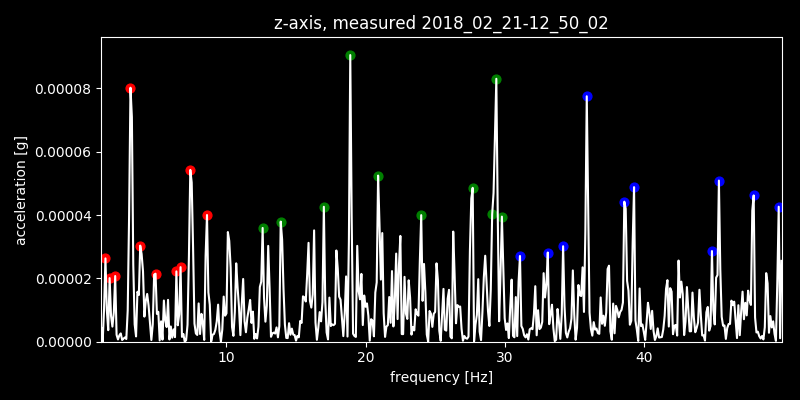 z-axis, measured 2018_02_21-12_50_02
acceleration [g]
0.00008
0.00006
0.00004
0.00002
0.00000
10 20 30 40
frequency [Hz]